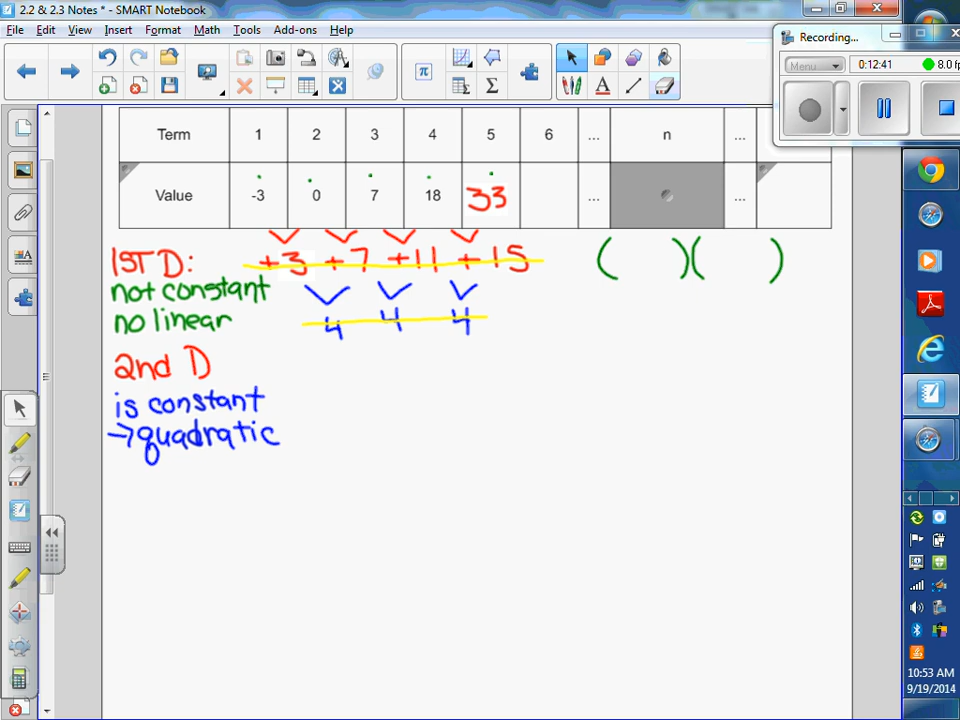 2.2 & 2.3 Notes * - SMART Notebook
File Edit View Insert Format Math Tools Add-ons Help
Recording...
Menu 0:12:41 8.0 fp
Term 1 2 3 4 5 6 ... n ...
Value -3 0 7 18 33 ... ...
1ST D: +3 +7 +11 +15 ( )( )
not constant
no linear 4 4 4
2nd D
is constant
→quadratic
10:53 AM
9/19/2014